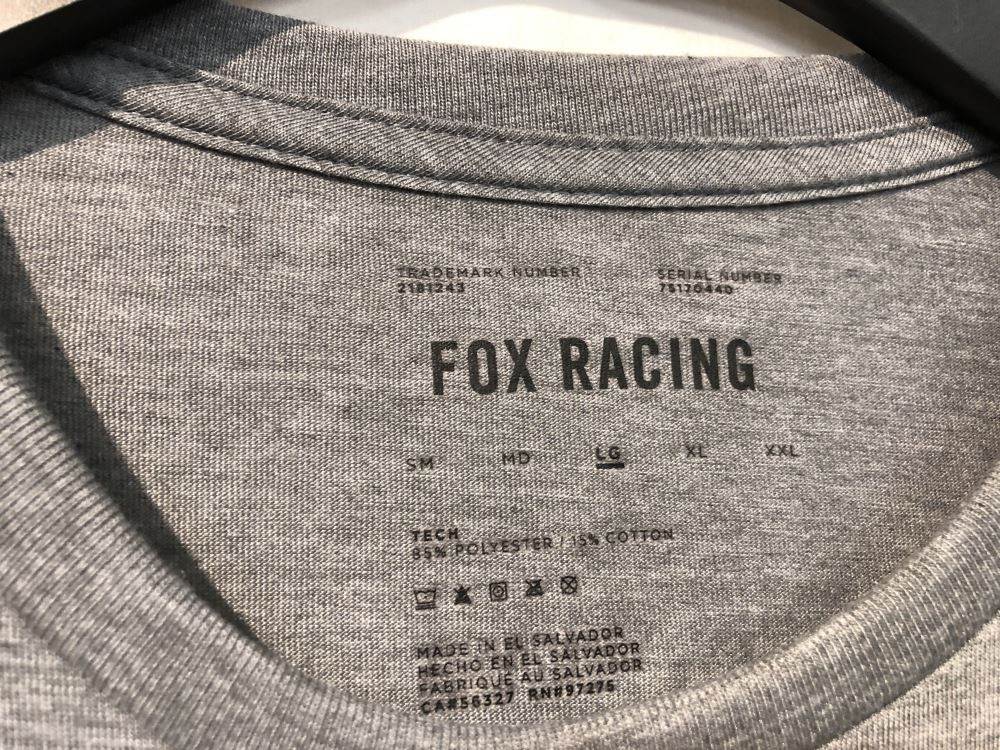 TRADEMARK NUMBER SERIAL NUMBER
2181243 75170440
FOX RACING
SM MD LG XL XXL
TECH
85% POLYESTER / 15% COTTON
MADE IN EL SALVADOR
HECHO EN EL SALVADOR
FABRIQUE AU SALVADOR
CA#56327 RN#97275